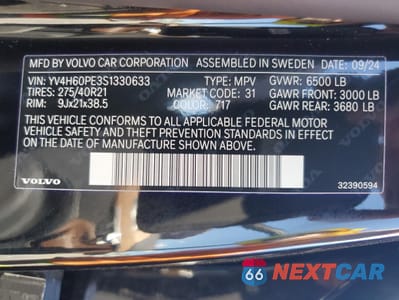 MFD BY VOLVO CAR CORPORATION ASSEMBLED IN SWEDEN DATE 09/24
VIN: YV4H60PE3S1330633 TYPE: MPV GVWR: 6500 LB
TIRES: 275/40R21 MARKET CODE: 31 GAWR FRONT: 3000 LB
RIM: 9Jx21x38.5 COLOR: 717 GAWR REAR: 3680 LB
THIS VEHICLE CONFORMS TO ALL APPLICABLE FEDERAL MOTOR
VEHICLE SAFETY AND THEFT PREVENTION STANDARDS IN EFFECT
ON THE DATE OF MANUFACTURE SHOWN ABOVE.
VOLVO 32390594
66 NEXTCAR